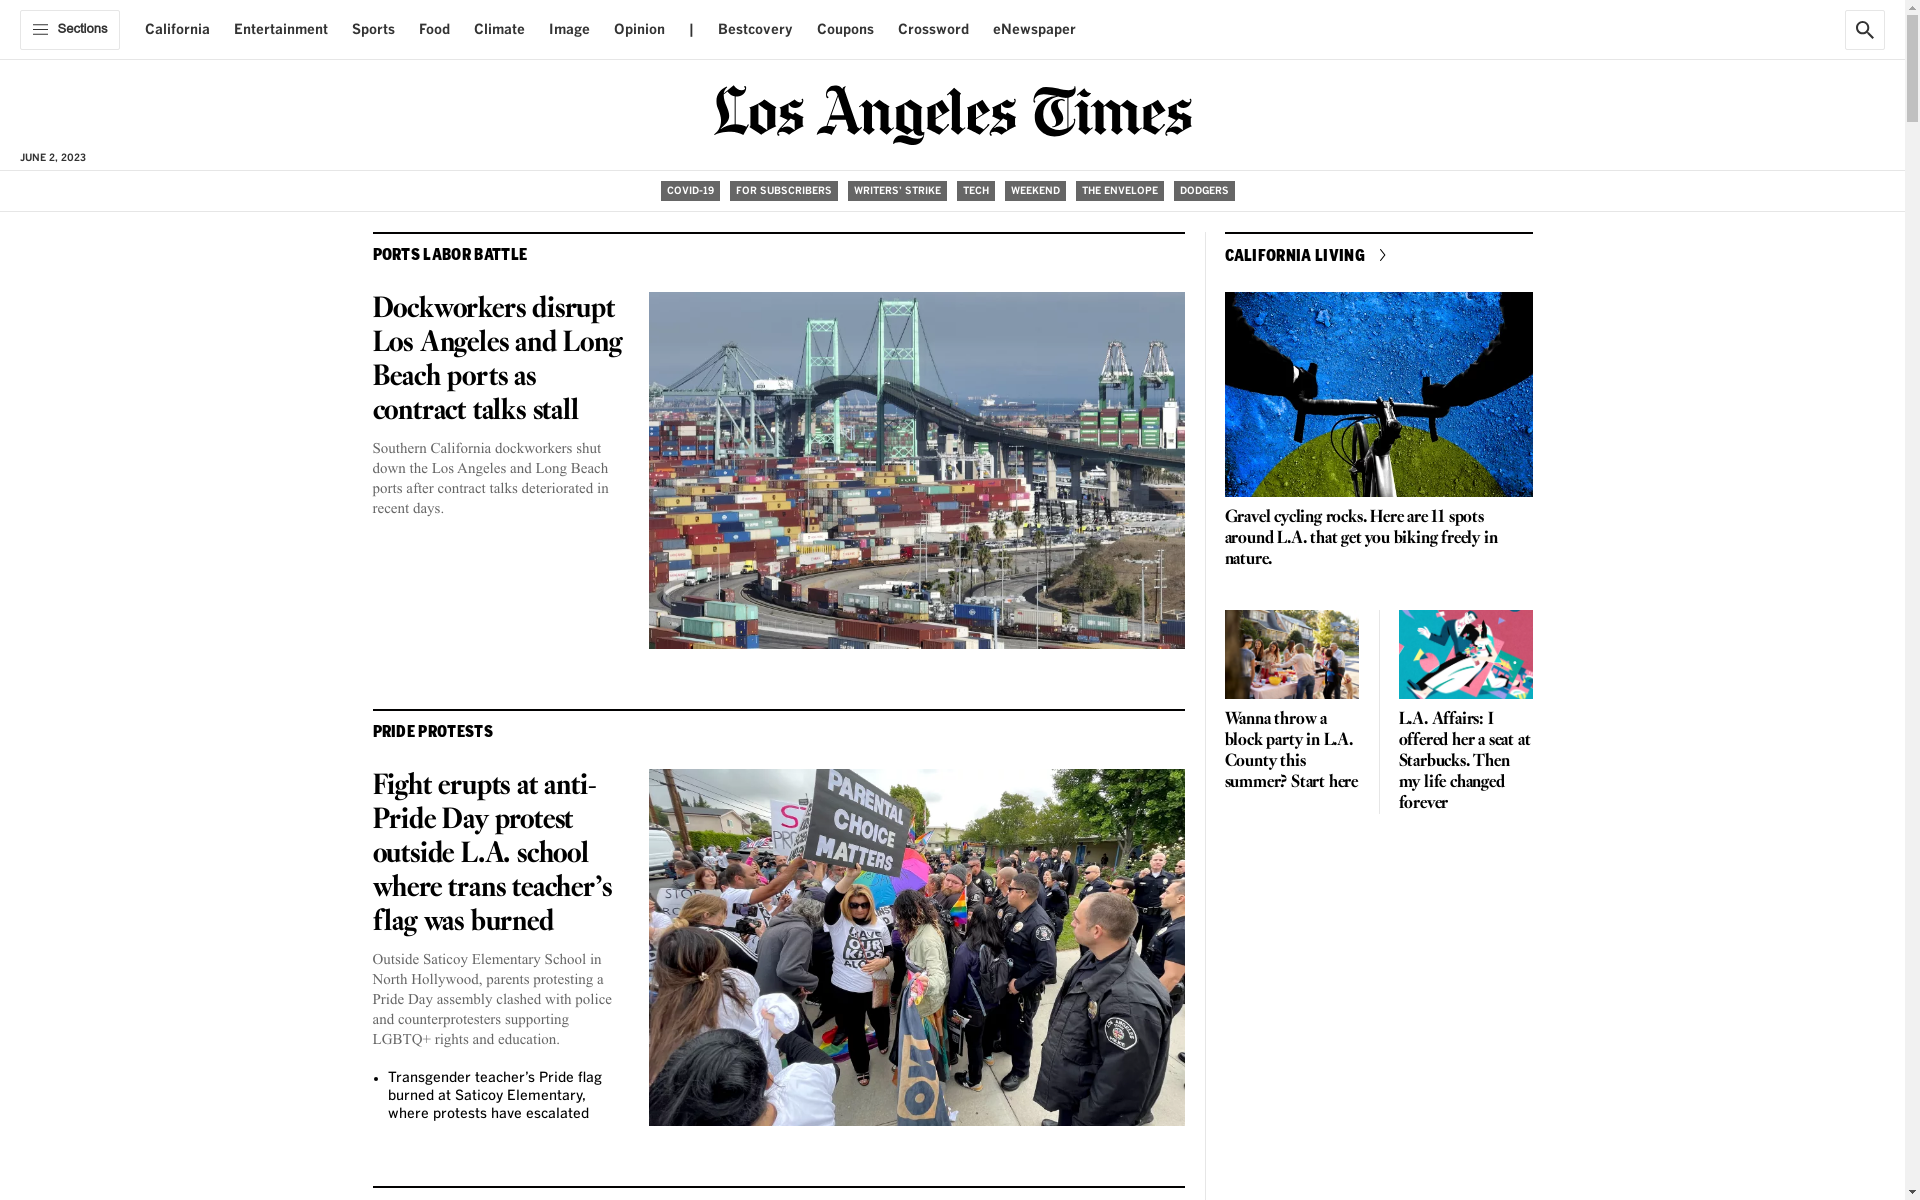 Sections
California
Entertainment
Sports
Food
Climate
Image
Opinion
|
Bestcovery
Coupons
Crossword
eNewspaper
Los Angeles Times
JUNE 2, 2023
COVID-19
FOR SUBSCRIBERS
WRITERS' STRIKE
TECH
WEEKEND
THE ENVELOPE
DODGERS
PORTS LABOR BATTLE
Dockworkers disrupt
Los Angeles and Long
Beach ports as
contract talks stall
Southern California dockworkers shut
down the Los Angeles and Long Beach
ports after contract talks deteriorated in
recent days.
PRIDE PROTESTS
Fight erupts at anti-
Pride Day protest
outside L.A. school
where trans teacher’s
flag was burned
Outside Saticoy Elementary School in
North Hollywood, parents protesting a
Pride Day assembly clashed with police
and counterprotesters supporting
LGBTQ+ rights and education.
• Transgender teacher’s Pride flag
burned at Saticoy Elementary,
where protests have escalated
PARENTAL
CHOICE
MATTERS
OUR
KIDS
CALIFORNIA LIVING
Gravel cycling rocks. Here are 11 spots
around L.A. that get you biking freely in
nature.
Wanna throw a
block party in L.A.
County this
summer? Start here
L.A. Affairs: I
offered her a seat at
Starbucks. Then
my life changed
forever